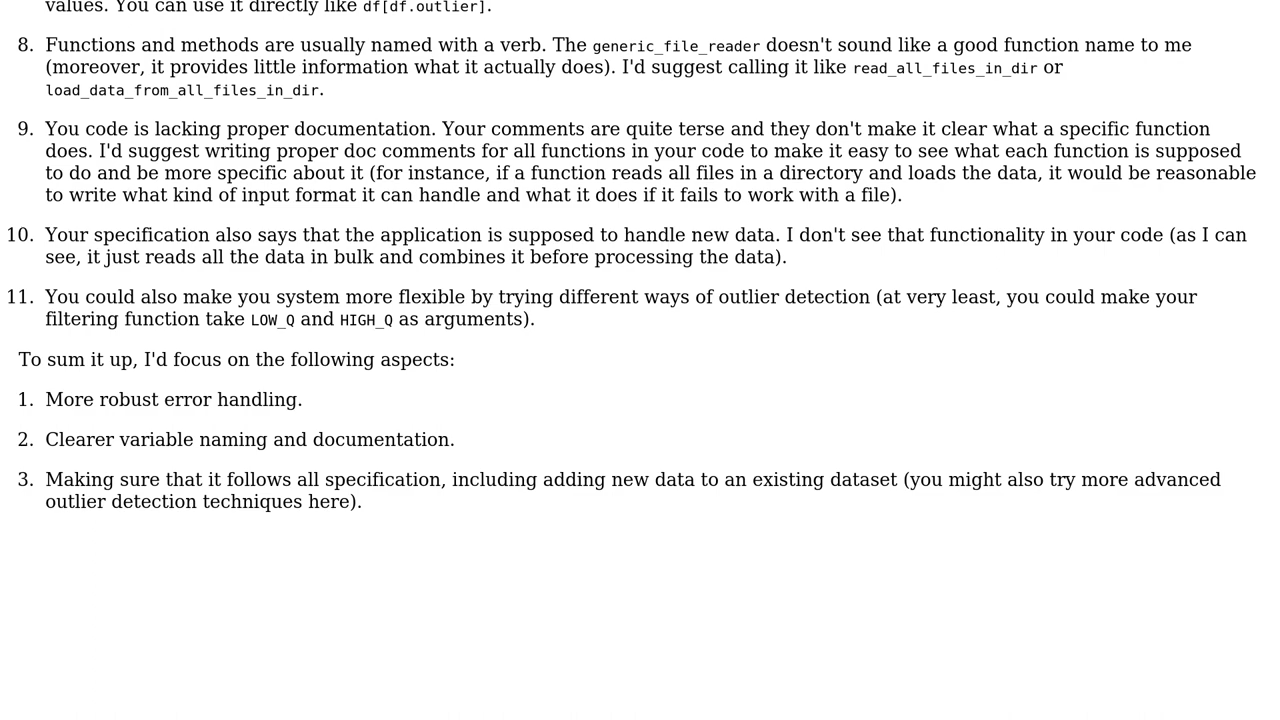 values. You can use it directly like df[df.outlier].
8. Functions and methods are usually named with a verb. The generic_file_reader doesn't sound like a good function name to me
(moreover, it provides little information what it actually does). I'd suggest calling it like read_all_files_in_dir or
load_data_from_all_files_in_dir.
9. You code is lacking proper documentation. Your comments are quite terse and they don't make it clear what a specific function
does. I'd suggest writing proper doc comments for all functions in your code to make it easy to see what each function is supposed
to do and be more specific about it (for instance, if a function reads all files in a directory and loads the data, it would be reasonable
to write what kind of input format it can handle and what it does if it fails to work with a file).
10. Your specification also says that the application is supposed to handle new data. I don't see that functionality in your code (as I can
see, it just reads all the data in bulk and combines it before processing the data).
11. You could also make you system more flexible by trying different ways of outlier detection (at very least, you could make your
filtering function take LOW_Q and HIGH_Q as arguments).
To sum it up, I'd focus on the following aspects:
1. More robust error handling.
2. Clearer variable naming and documentation.
3. Making sure that it follows all specification, including adding new data to an existing dataset (you might also try more advanced
outlier detection techniques here).